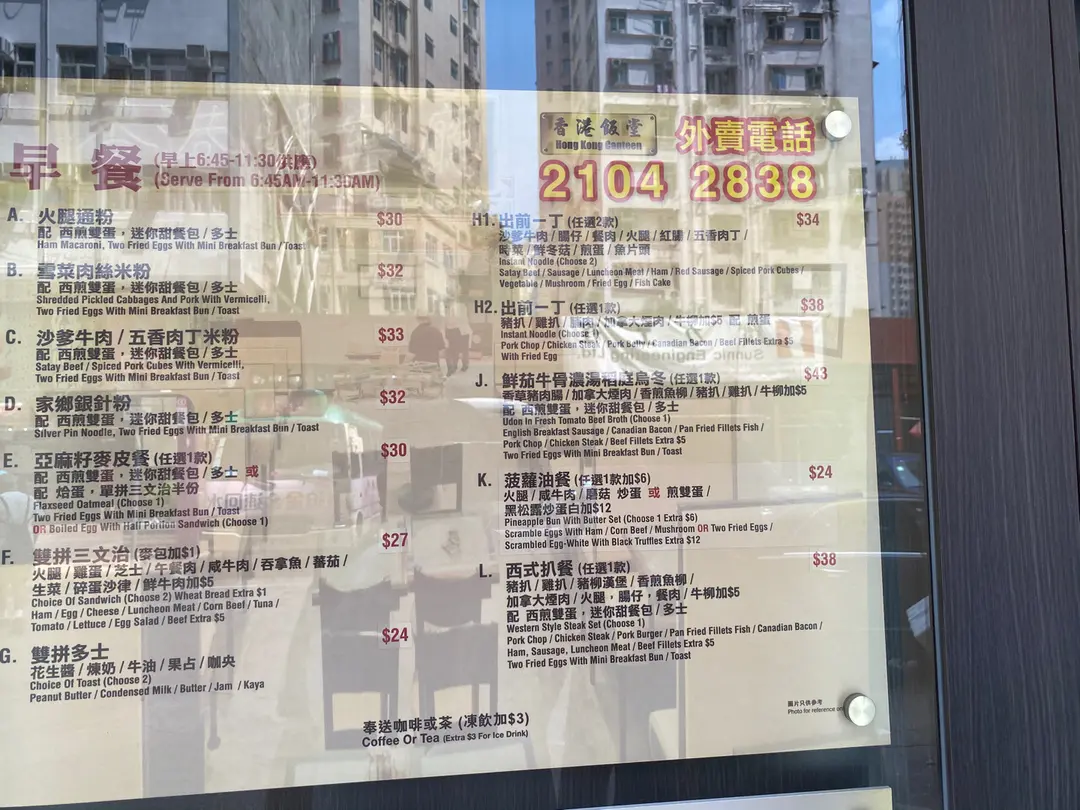 香港飯堂
Hong Kong Canteen
外賣電話
2104 2838
早餐 (早上6:45-11:30供應)
(Serve From 6:45AM-11:30AM)
A. 火腿通粉 $30
配 西煎雙蛋，迷你甜餐包 / 多士
Ham Macaroni, Two Fried Eggs With Mini Breakfast Bun / Toast
B. 雪菜肉絲米粉 $32
配 西煎雙蛋，迷你甜餐包 / 多士
Shredded Pickled Cabbages And Pork With Vermicelli,
Two Fried Eggs With Mini Breakfast Bun / Toast
C. 沙爹牛肉 / 五香肉丁米粉 $33
配 西煎雙蛋，迷你甜餐包 / 多士
Satay Beef / Spiced Pork Cubes With Vermicelli,
Two Fried Eggs With Mini Breakfast Bun / Toast
D. 家鄉銀針粉 $32
配 西煎雙蛋，迷你甜餐包 / 多士
Silver Pin Noodle, Two Fried Eggs With Mini Breakfast Bun / Toast
E. 亞麻籽麥皮餐 (任選1款) $30
配 西煎雙蛋，迷你甜餐包 / 多士 或
配 烚蛋，單拼三文治半份
Flaxseed Oatmeal (Choose 1)
Two Fried Eggs With Mini Breakfast Bun / Toast
OR Boiled Egg With Half Portion Sandwich (Choose 1)
F. 雙拼三文治 (麥包加$1) $27
火腿 / 雞蛋 / 芝士 / 午餐肉 / 咸牛肉 / 吞拿魚 / 蕃茄 /
生菜 / 碎蛋沙律 / 鮮牛肉加$5
Choice Of Sandwich (Choose 2) Wheat Bread Extra $1
Ham / Egg / Cheese / Luncheon Meat / Corn Beef / Tuna /
Tomato / Lettuce / Egg Salad / Beef Extra $5
G. 雙拼多士 $24
花生醬 / 煉奶 / 牛油 / 果占 / 咖央
Choice Of Toast (Choose 2)
Peanut Butter / Condensed Milk / Butter / Jam / Kaya
H1. 出前一丁 (任選2款) $34
沙爹牛肉 / 腸仔 / 餐肉 / 火腿 / 紅腸 / 五香肉丁 /
時菜 / 鮮冬菇 / 煎蛋 / 魚片頭
Instant Noodle (Choose 2)
Satay Beef / Sausage / Luncheon Meat / Ham / Red Sausage / Spiced Pork Cubes /
Vegetable / Mushroom / Fried Egg / Fish Cake
H2. 出前一丁 (任選1款) $38
豬扒 / 雞扒 / 腩肉 / 加拿大煙肉 / 牛柳加$5 配 煎蛋
Instant Noodle (Choose 1)
Pork Chop / Chicken Steak / Pork Belly / Canadian Bacon / Beef Fillets Extra $5
With Fried Egg
J. 鮮茄牛骨濃湯稻庭烏冬 (任選1款) $43
香草豬肉腸 / 加拿大煙肉 / 香煎魚柳 / 豬扒 / 雞扒 / 牛柳加$5
配 西煎雙蛋，迷你甜餐包 / 多士
Udon In Fresh Tomato Beef Broth (Choose 1)
English Breakfast Sausage / Canadian Bacon / Pan Fried Fillets Fish /
Pork Chop / Chicken Steak / Beef Fillets Extra $5
Two Fried Eggs With Mini Breakfast Bun / Toast
K. 菠蘿油餐 (任選1款加$6) $24
火腿 / 咸牛肉 / 蘑菇 炒蛋 或 煎雙蛋 /
黑松露炒蛋白加$12
Pineapple Bun With Butter Set (Choose 1 Extra $6)
Scramble Eggs With Ham / Corn Beef / Mushroom OR Two Fried Eggs /
Scrambled Egg-White With Black Truffles Extra $12
L. 西式扒餐 (任選1款) $38
豬扒 / 雞扒 / 豬柳漢堡 / 香煎魚柳 /
加拿大煙肉 / 火腿，腸仔，餐肉 / 牛柳加$5
配 西煎雙蛋，迷你甜餐包 / 多士
Western Style Steak Set (Choose 1)
Pork Chop / Chicken Steak / Pork Burger / Pan Fried Fillets Fish / Canadian Bacon /
Ham, Sausage, Luncheon Meat / Beef Fillets Extra $5
Two Fried Eggs With Mini Breakfast Bun / Toast
奉送咖啡或茶 (凍飲加$3)
Coffee Or Tea (Extra $3 For Ice Drink)
圖片只供參考
Photo for reference